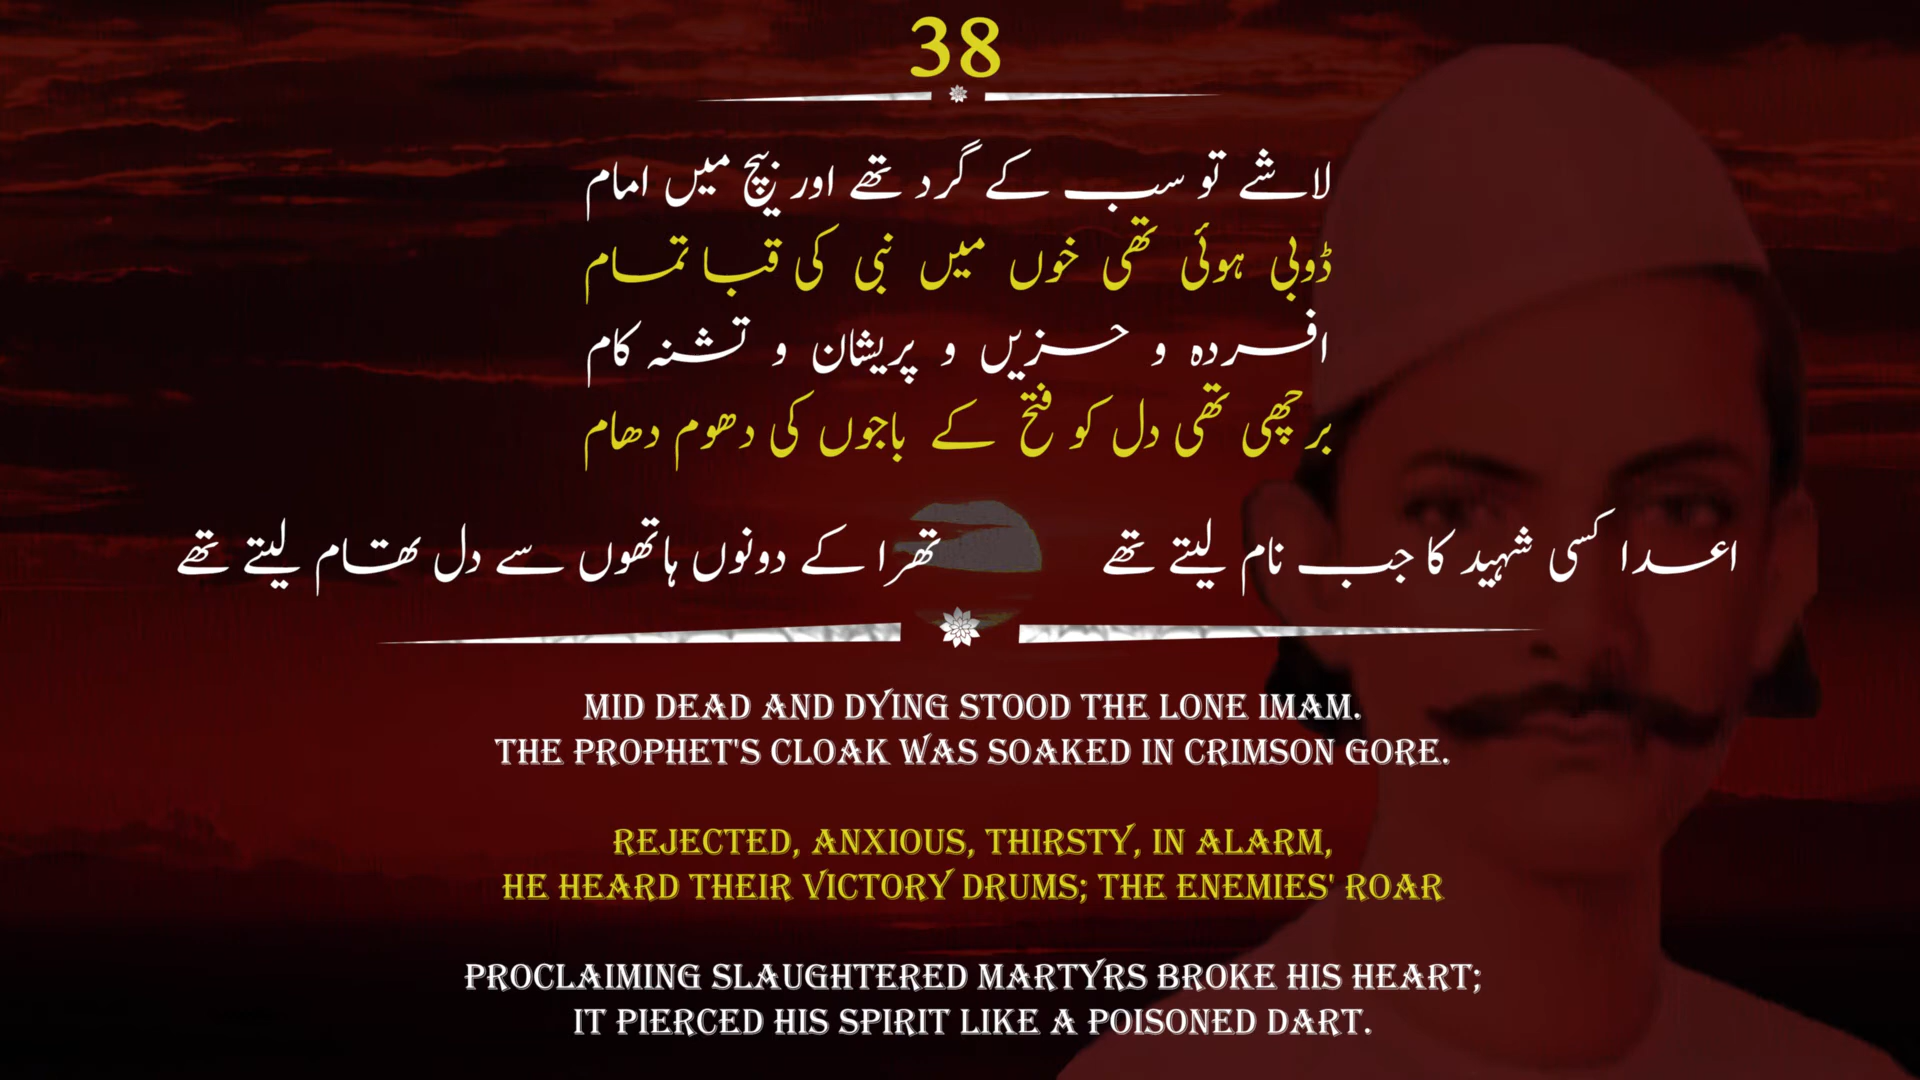 38
لاشے تو سب کے گرد تھے اور بیچ میں امام
ڈوبی ہوئی تھی خوں میں نبی کی قبا تمام
افسردہ و حزیں و پریشان و تشنہ کام
برچھی تھی دل کو فتح کے باجوں کی دھوم دھام
اعدا کسی شہید کا جب نام لیتے تھے تھرا کے دونوں ہاتھوں سے دل تھام لیتے تھے
MID DEAD AND DYING STOOD THE LONE IMAM.
THE PROPHET'S CLOAK WAS SOAKED IN CRIMSON GORE.
REJECTED, ANXIOUS, THIRSTY, IN ALARM,
HE HEARD THEIR VICTORY DRUMS; THE ENEMIES' ROAR
PROCLAIMING SLAUGHTERED MARTYRS BROKE HIS HEART;
IT PIERCED HIS SPIRIT LIKE A POISONED DART.